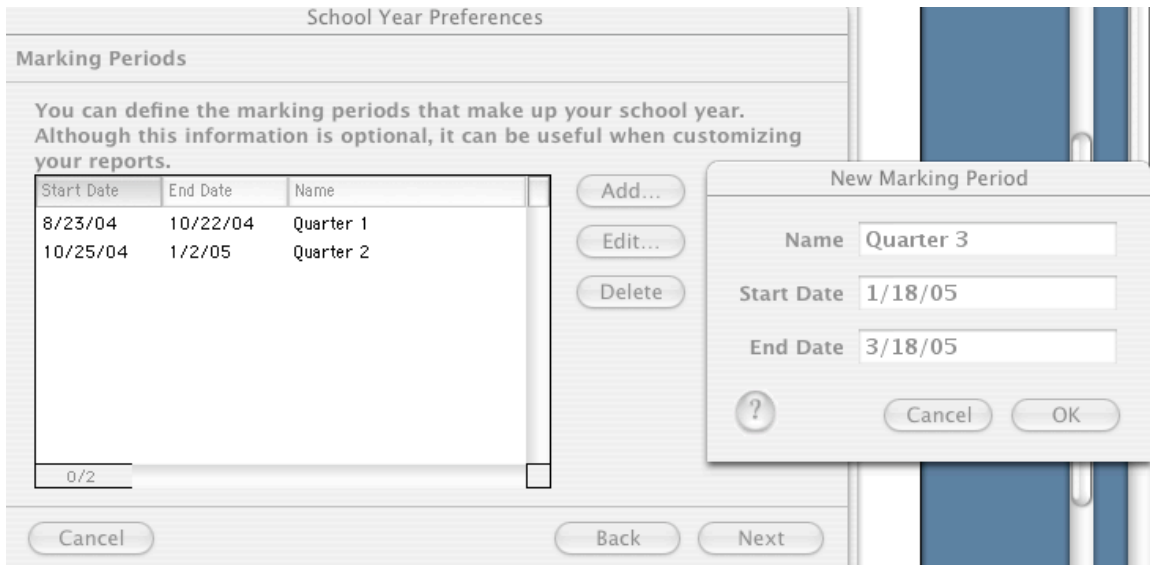 School Year Preferences
Marking Periods
You can define the marking periods that make up your school year.
Although this information is optional, it can be useful when customizing
your reports.
Start Date End Date Name
8/23/04 10/22/04 Quarter 1
10/25/04 1/2/05 Quarter 2
0/2
Add...
Edit...
Delete
Cancel
Back
Next
New Marking Period
Name Quarter 3
Start Date 1/18/05
End Date 3/18/05
?
Cancel
OK